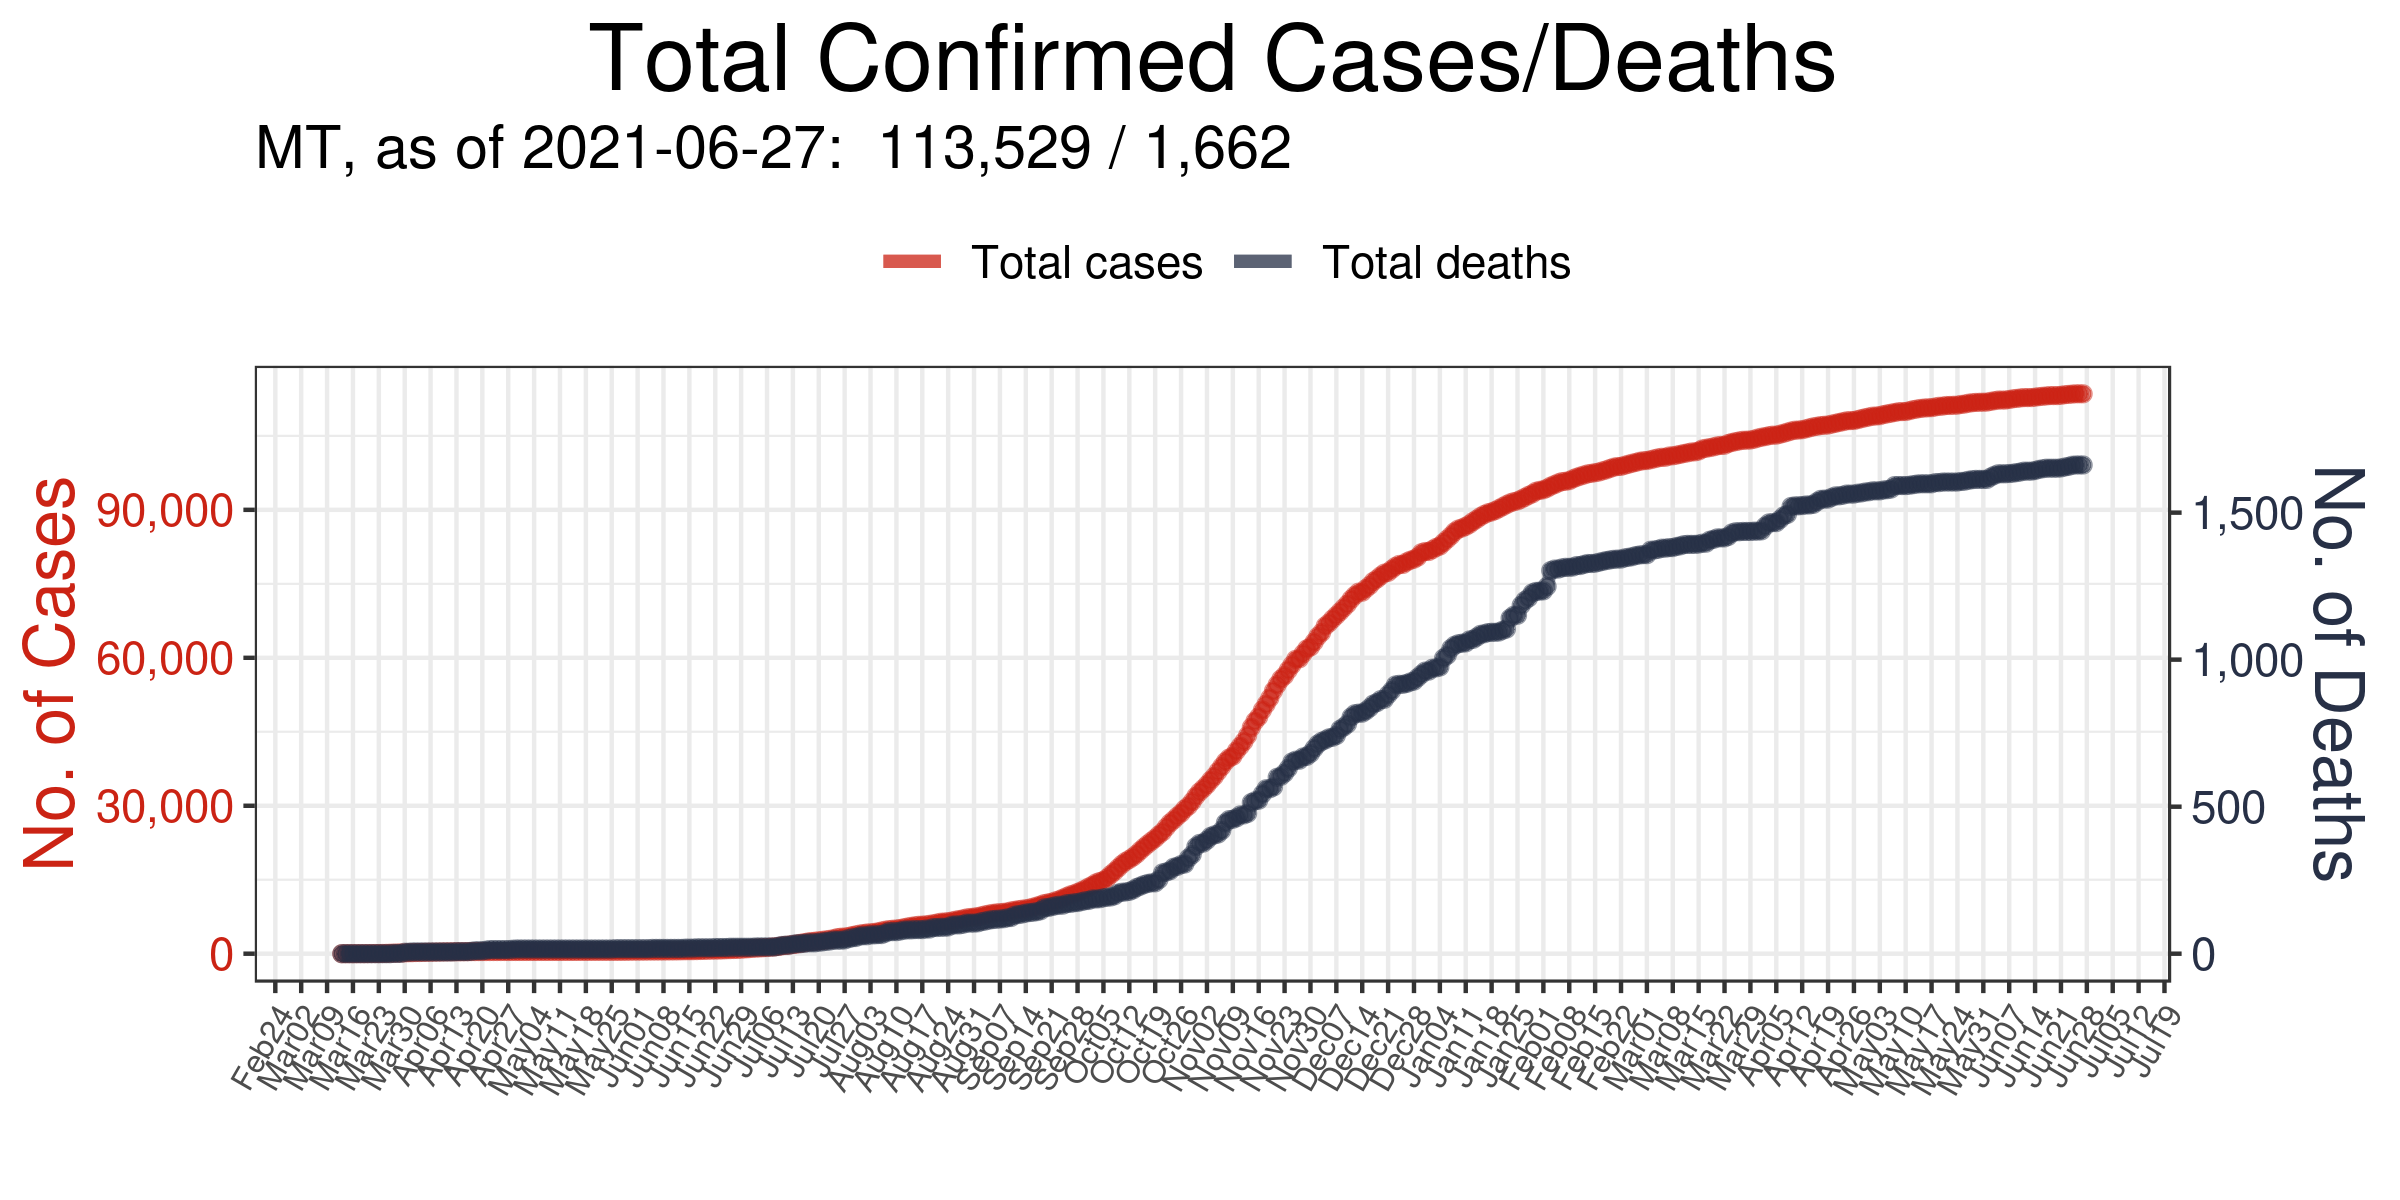 Total Confirmed Cases/Deaths
MT, as of 2021-06-27: 113,529 / 1,662
Total cases
Total deaths
No. of Cases
90,000
60,000
30,000
0
1,500
1,000
500
0
No. of Deaths
Feb24
Mar02
Mar09
Mar16
Mar23
Mar30
Apr06
Apr13
Apr20
Apr27
May04
May11
May18
May25
Jun01
Jun08
Jun15
Jun22
Jun29
Jul06
Jul13
Jul20
Jul27
Aug03
Aug10
Aug17
Aug24
Aug31
Sep07
Sep14
Sep21
Sep28
Oct05
Oct12
Oct19
Oct26
Nov02
Nov09
Nov16
Nov23
Nov30
Dec07
Dec14
Dec21
Dec28
Jan04
Jan11
Jan18
Jan25
Feb01
Feb08
Feb15
Feb22
Mar01
Mar08
Mar15
Mar22
Mar29
Apr05
Apr12
Apr19
Apr26
May03
May10
May17
May24
May31
Jun07
Jun14
Jun21
Jun28
Jul05
Jul12
Jul19